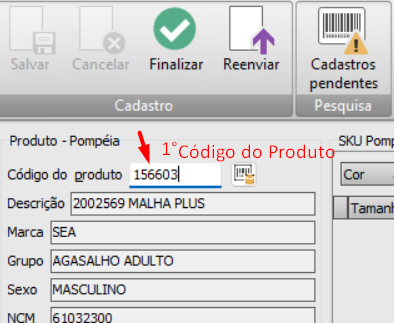 Salvar Cancelar Finalizar Reenviar Cadastros pendentes
Cadastro Pesquisa
Produto - Pompéia SKU Pomp
1°Código do Produto
Código do produto 156603 Cor
Descrição 2002569 MALHA PLUS
Tamanh
Marca SEA
Grupo AGASALHO ADULTO
Sexo MASCULINO
NCM 61032300